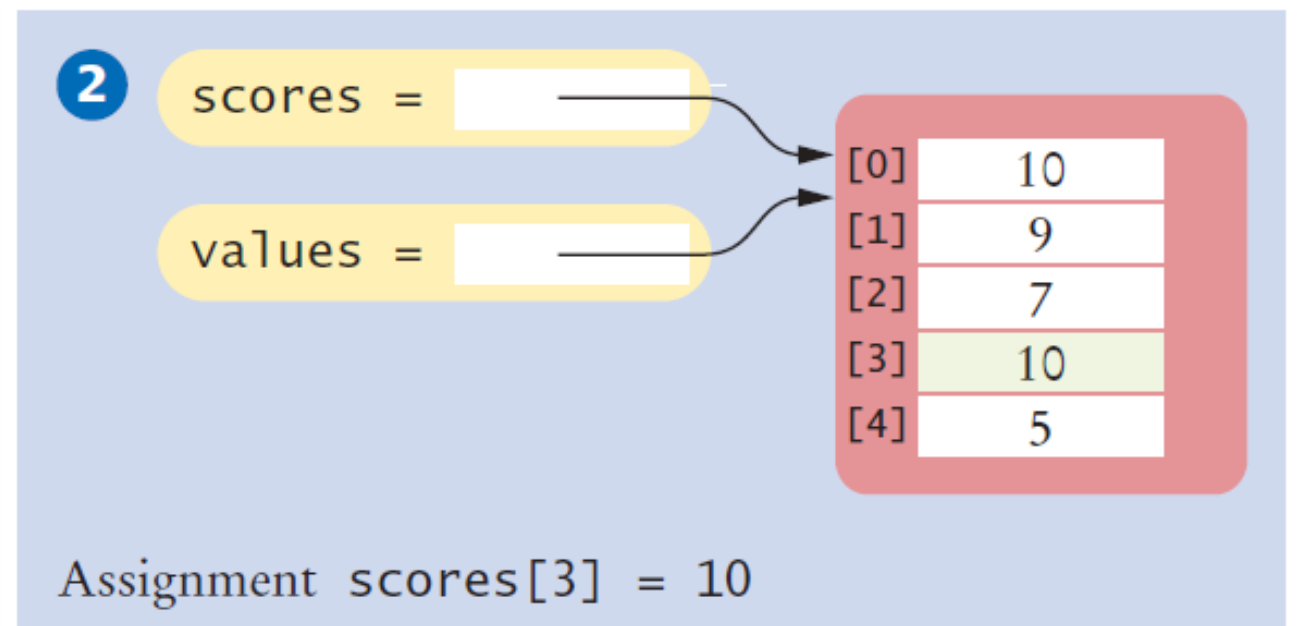 2
scores =
values =
[0] 10
[1] 9
[2] 7
[3] 10
[4] 5
Assignment scores[3] = 10